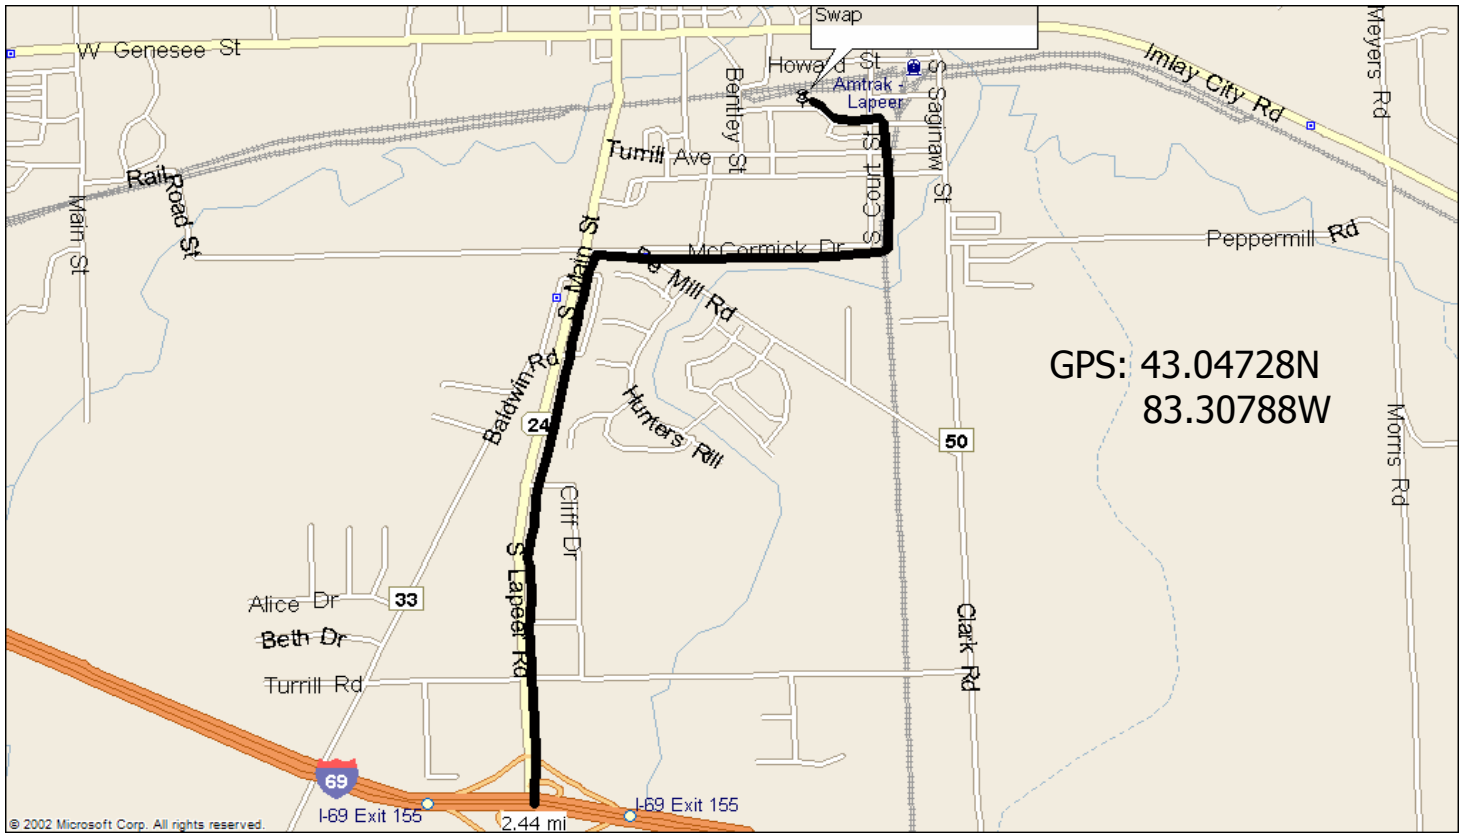 Swap
W Genesee St
Howard St
Imlay City Rd
Meyers Rd
Amtrak
Lapeer
Bentley St
S Saginaw St
Turrill Ave
S Court St
Rail Road St
Main St
McCormick Dr
Peppermill Rd
S Main St
Mill Rd
GPS: 43.04728N
83.30788W
Baldwin Rd
Hunters Rill
24
50
Morris Rd
Cliff Dr
S Lapeer Rd
Alice Dr
33
Beth Dr
Clark Rd
Turrill Rd
69
I-69 Exit 155
I-69 Exit 155
2.44 mi
© 2002 Microsoft Corp. All rights reserved.